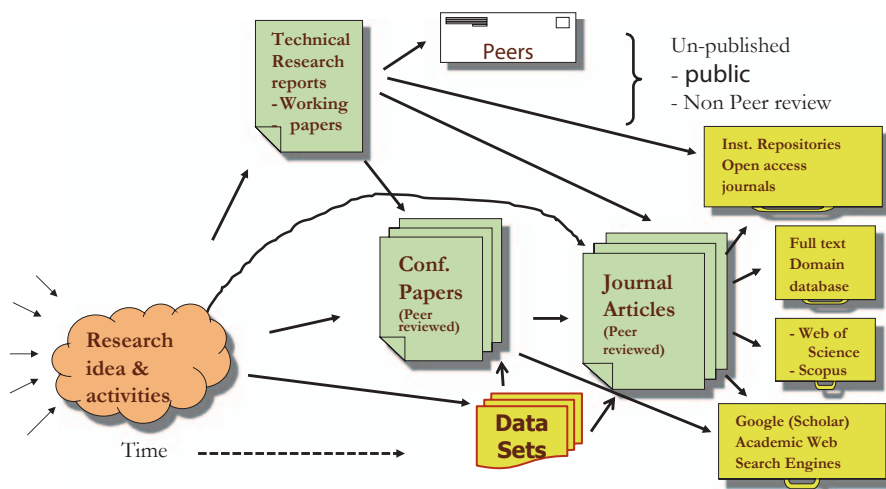 Technical
Research
reports
-Working
- papers
Peers
Un-published
- public
- Non Peer review
Inst. Repositories
Open access
journals
Conf.
Papers
(Peer
reviewed)
Journal
Articles
(Peer
reviewed)
Full text
Domain
database
- Web of
Science
- Scopus
Research
idea &
activities
Data
Sets
Google (Scholar)
Academic Web
Search Engines
Time